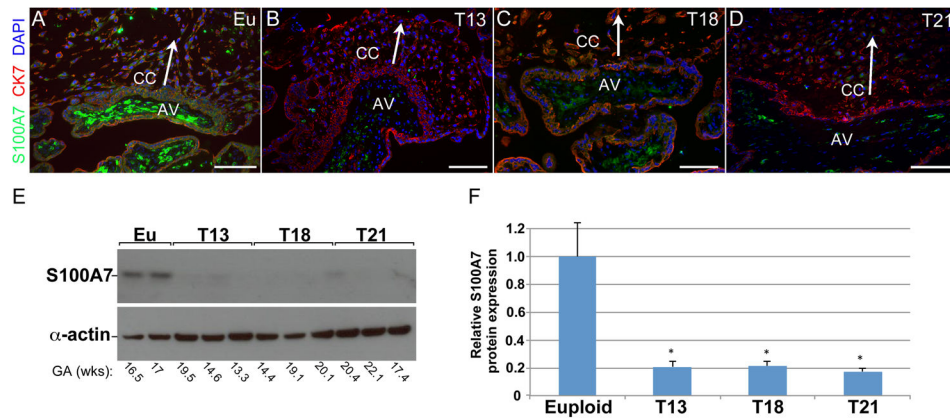 S100A7 CK7 DAPI
A Eu
CC
AV
B T13
CC
AV
C T18
CC
AV
D T21
CC
AV
E
Eu T13 T18 T21
S100A7
α-actin
GA (wks): 16.5 17 19.5 14.6 13.3 14.4 19.1 20.1 20.4 22.1 17.4
F
Relative S100A7
protein expression
1.2
1.0
0.8
0.6
0.4
0.2
0
* * *
Euploid T13 T18 T21